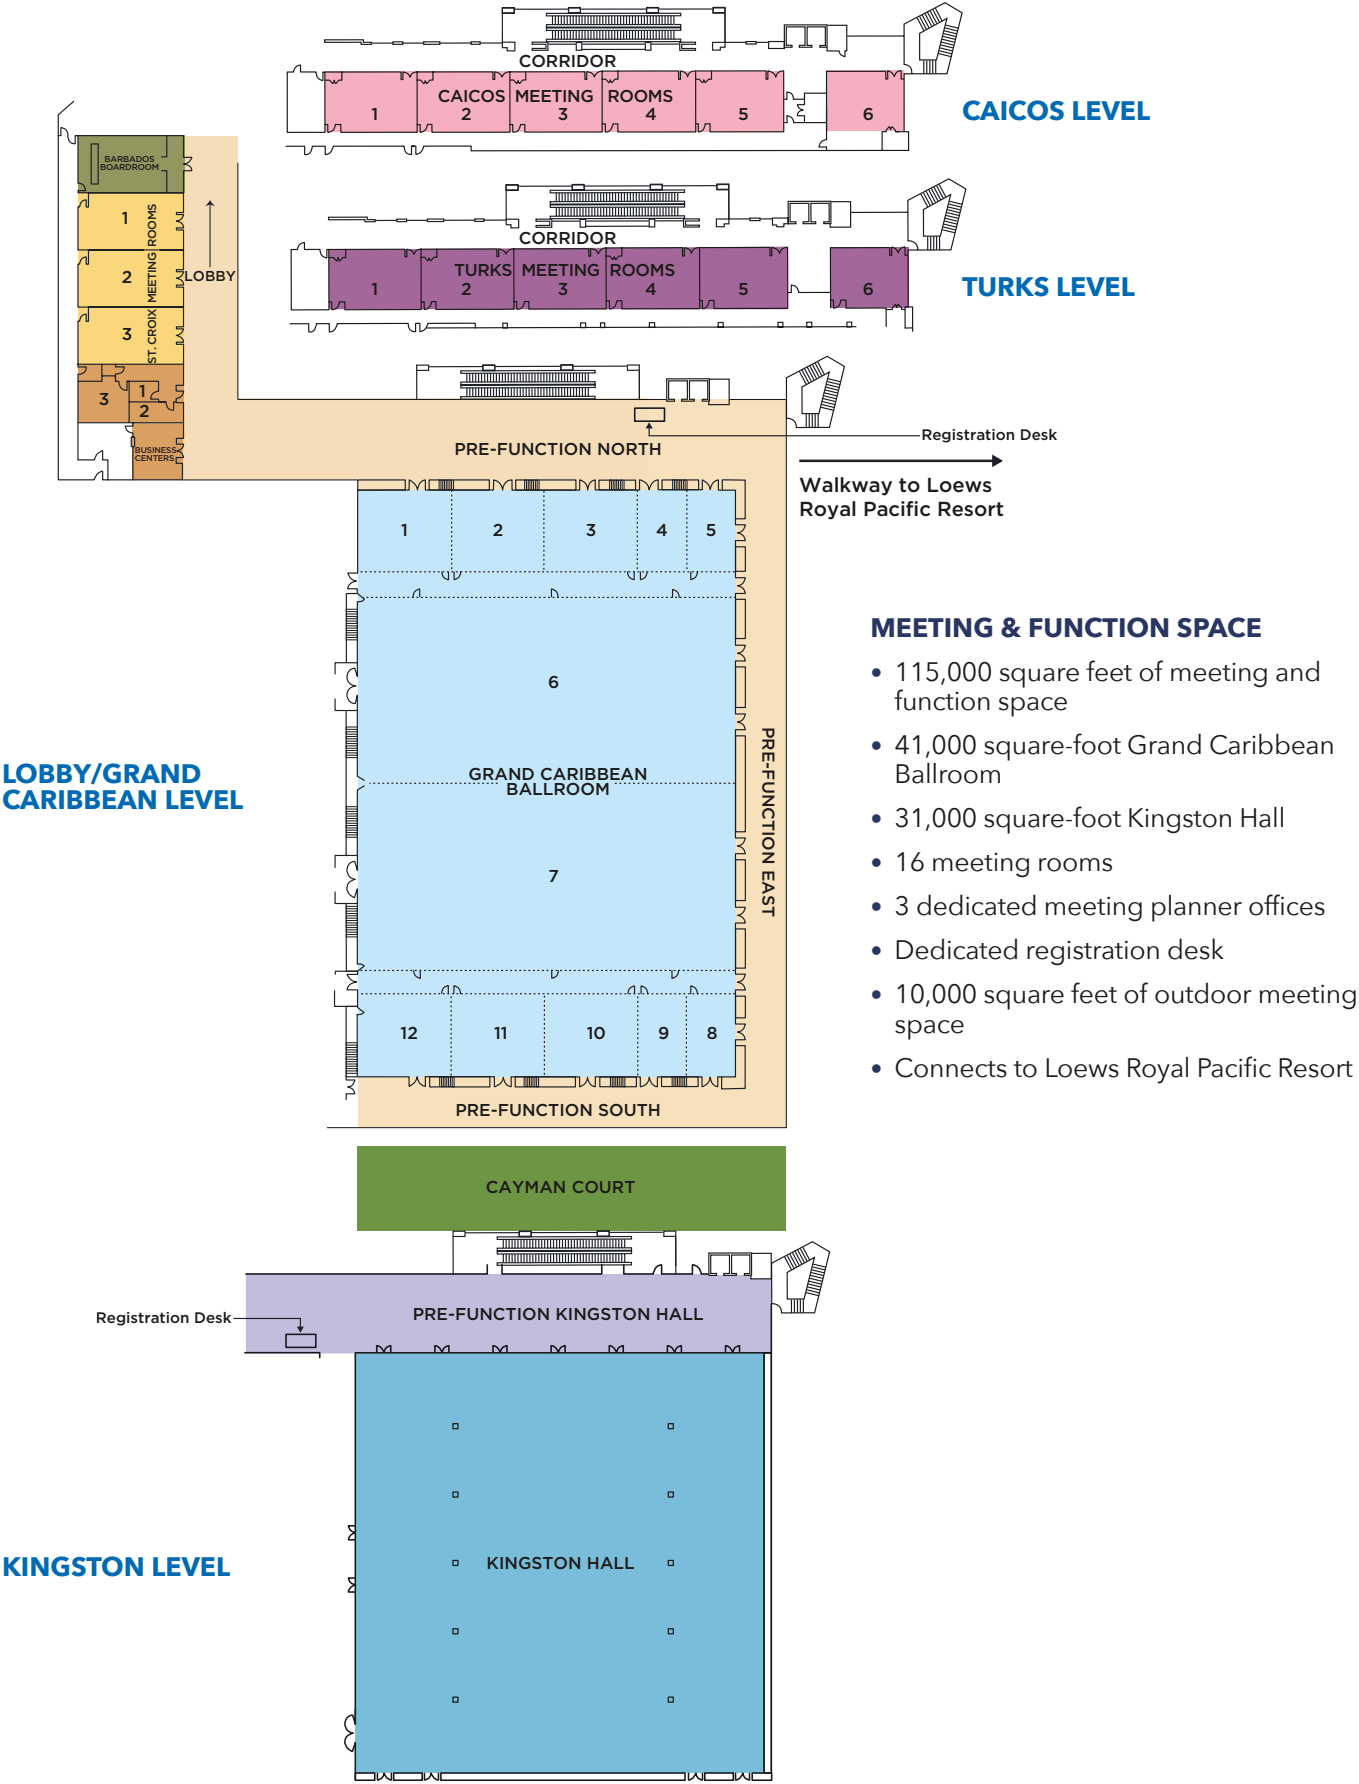 CORRIDOR
CAICOS MEETING ROOMS
1 2 3 4 5 6
CAICOS LEVEL
BARBADOS
BOARDROOM
1
2
3
ST. CROIX MEETING ROOMS
LOBBY
3
1
2
BUSINESS
CENTERS
CORRIDOR
TURKS MEETING ROOMS
1 2 3 4 5 6
TURKS LEVEL
PRE-FUNCTION NORTH
Registration Desk
Walkway to Loews
Royal Pacific Resort
1 2 3 4 5
6
GRAND CARIBBEAN
BALLROOM
7
12 11 10 9 8
PRE-FUNCTION EAST
PRE-FUNCTION SOUTH
LOBBY/GRAND
CARIBBEAN LEVEL
MEETING & FUNCTION SPACE
• 115,000 square feet of meeting and
function space
• 41,000 square-foot Grand Caribbean
Ballroom
• 31,000 square-foot Kingston Hall
• 16 meeting rooms
• 3 dedicated meeting planner offices
• Dedicated registration desk
• 10,000 square feet of outdoor meeting
space
• Connects to Loews Royal Pacific Resort
CAYMAN COURT
PRE-FUNCTION KINGSTON HALL
Registration Desk
KINGSTON HALL
KINGSTON LEVEL